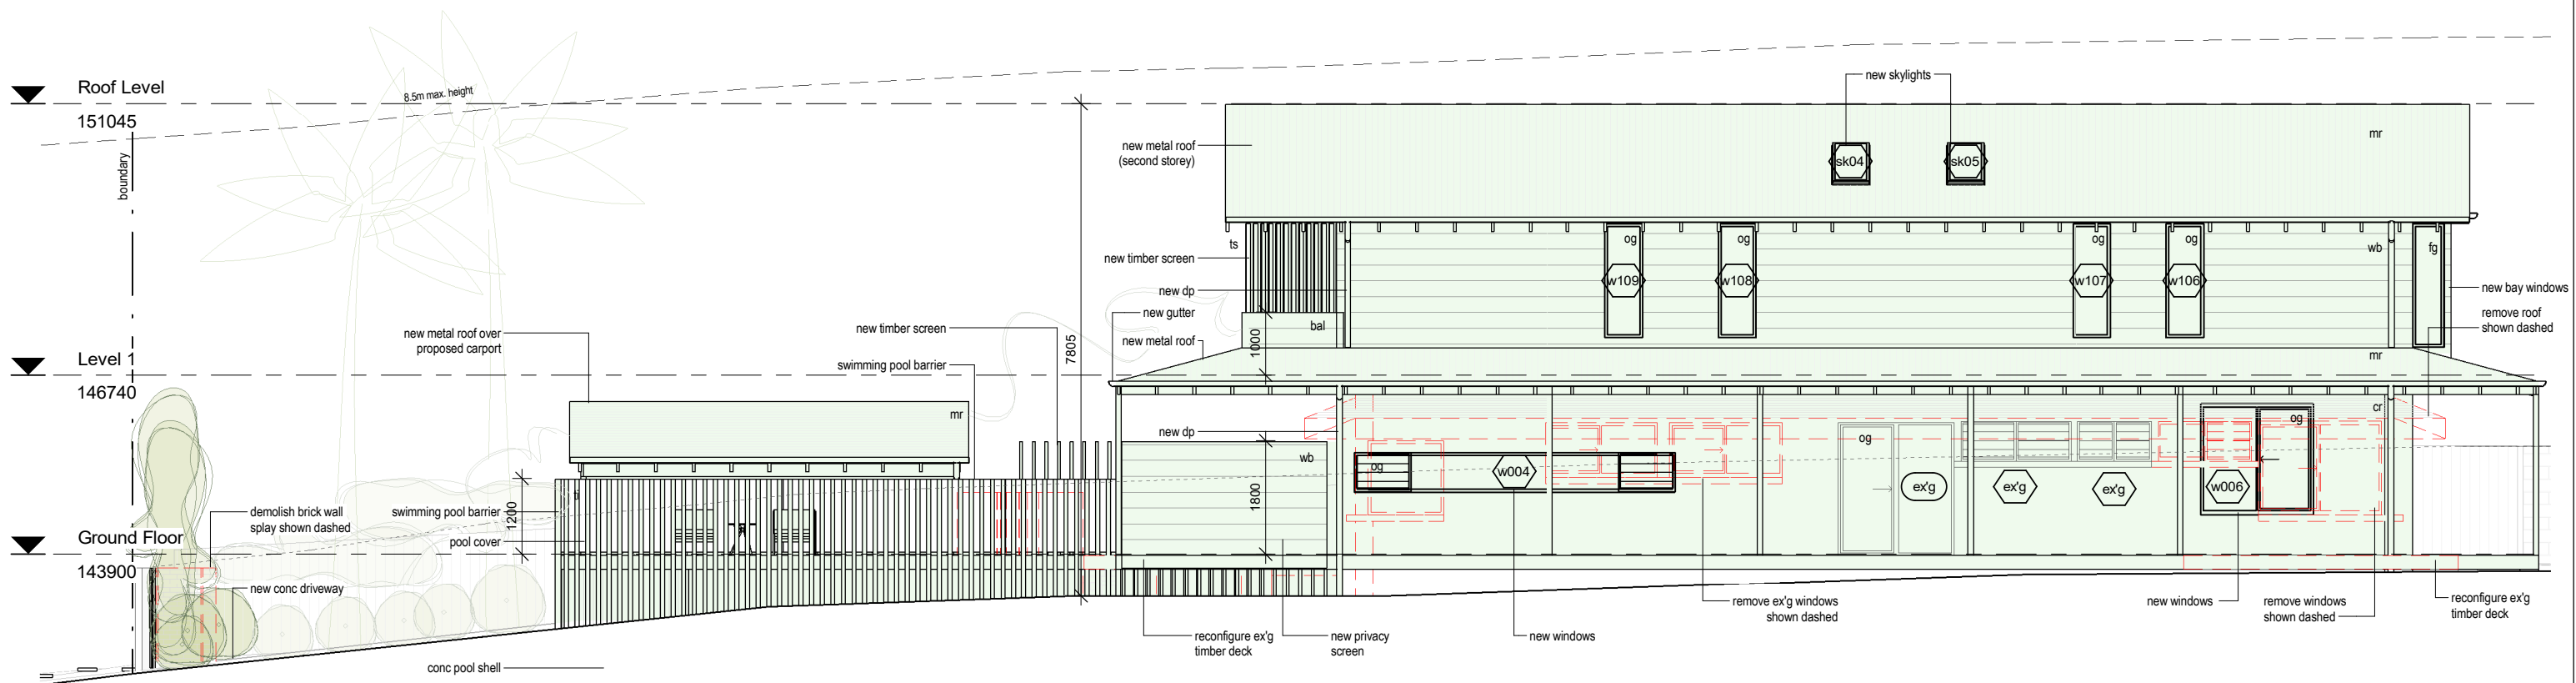 Roof Level
151045
8.5m max. height
boundary
new skylights
mr
sk04
sk05
new metal roof
(second storey)
ts
new timber screen
new dp
og
og
og
og
wb
fg
w109
w108
w107
w106
new bay windows
new gutter
bal
remove roof
shown dashed
new metal roof over
proposed carport
new timber screen
7805
1000
new metal roof
mr
Level 1
146740
swimming pool barrier
mr
new dp
cr
og
og
wb
og
w004
ex'g
ex'g
ex'g
w006
1800
1200
demolish brick wall
splay shown dashed
swimming pool barrier
pool cover
Ground Floor
143900
new conc driveway
remove ex'g windows
shown dashed
new windows
remove windows
shown dashed
reconfigure ex'g
timber deck
reconfigure ex'g
timber deck
new privacy
screen
new windows
conc pool shell